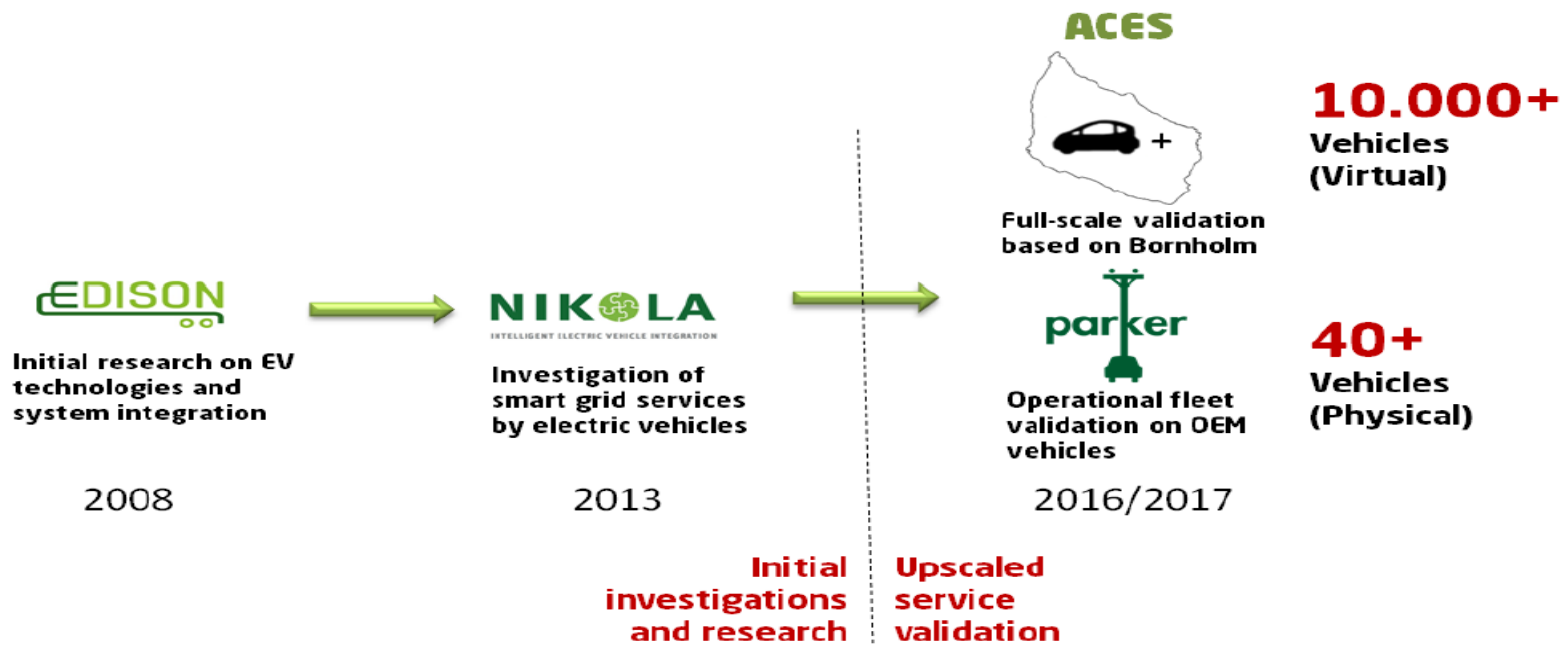 ACES
+
10.000+
Vehicles
(Virtual)
Full-scale validation
based on Bornholm
EDISON
Initial research on EV
technologies and
system integration
2008
NIKOLA
INTELLIGENT ELECTRIC VEHICLE INTEGRATION
Investigation of
smart grid services
by electric vehicles
2013
parker
Operational fleet
validation on OEM
vehicles
40+
Vehicles
(Physical)
2016/2017
Initial
investigations
and research
Upscaled
service
validation